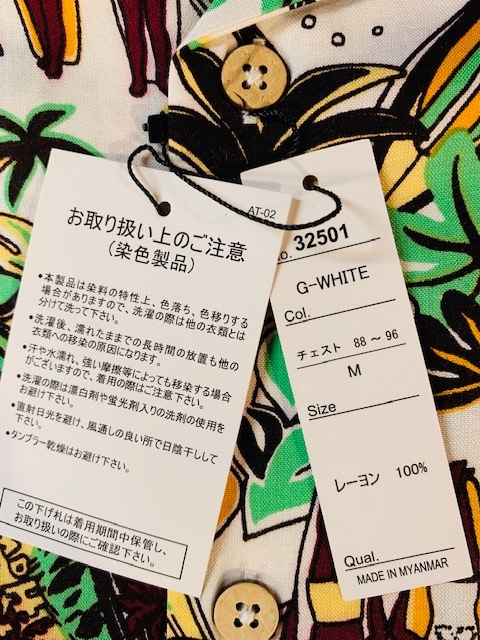 AT-02
お取り扱い上のご注意
(染色製品)
•本製品は染料の特性上、色落ち、色移りする
場合がありますので、洗濯の際は他の衣類とは
分けて洗って下さい。
•洗濯後、濡れたままでの長時間の放置も他の
衣類への移染の原因になります。
•汗や水濡れ、強い摩擦等によっても移染する場合
がございますので、着用の際はご注意下さい。
•洗濯の際は漂白剤や蛍光剤入りの洗剤の使用を
お避け下さい。
•直射日光を避け、風通しの良い所で日陰干しして
下さい。
•タンブラー乾燥はお避け下さい。
この下げ札は着用期間中保管し、
お取り扱いの際にご確認下さい。
o. 32501
G-WHITE
Col.
チェスト 88 ~ 96
M
Size
レーヨン 100%
Qual.
MADE IN MYANMAR